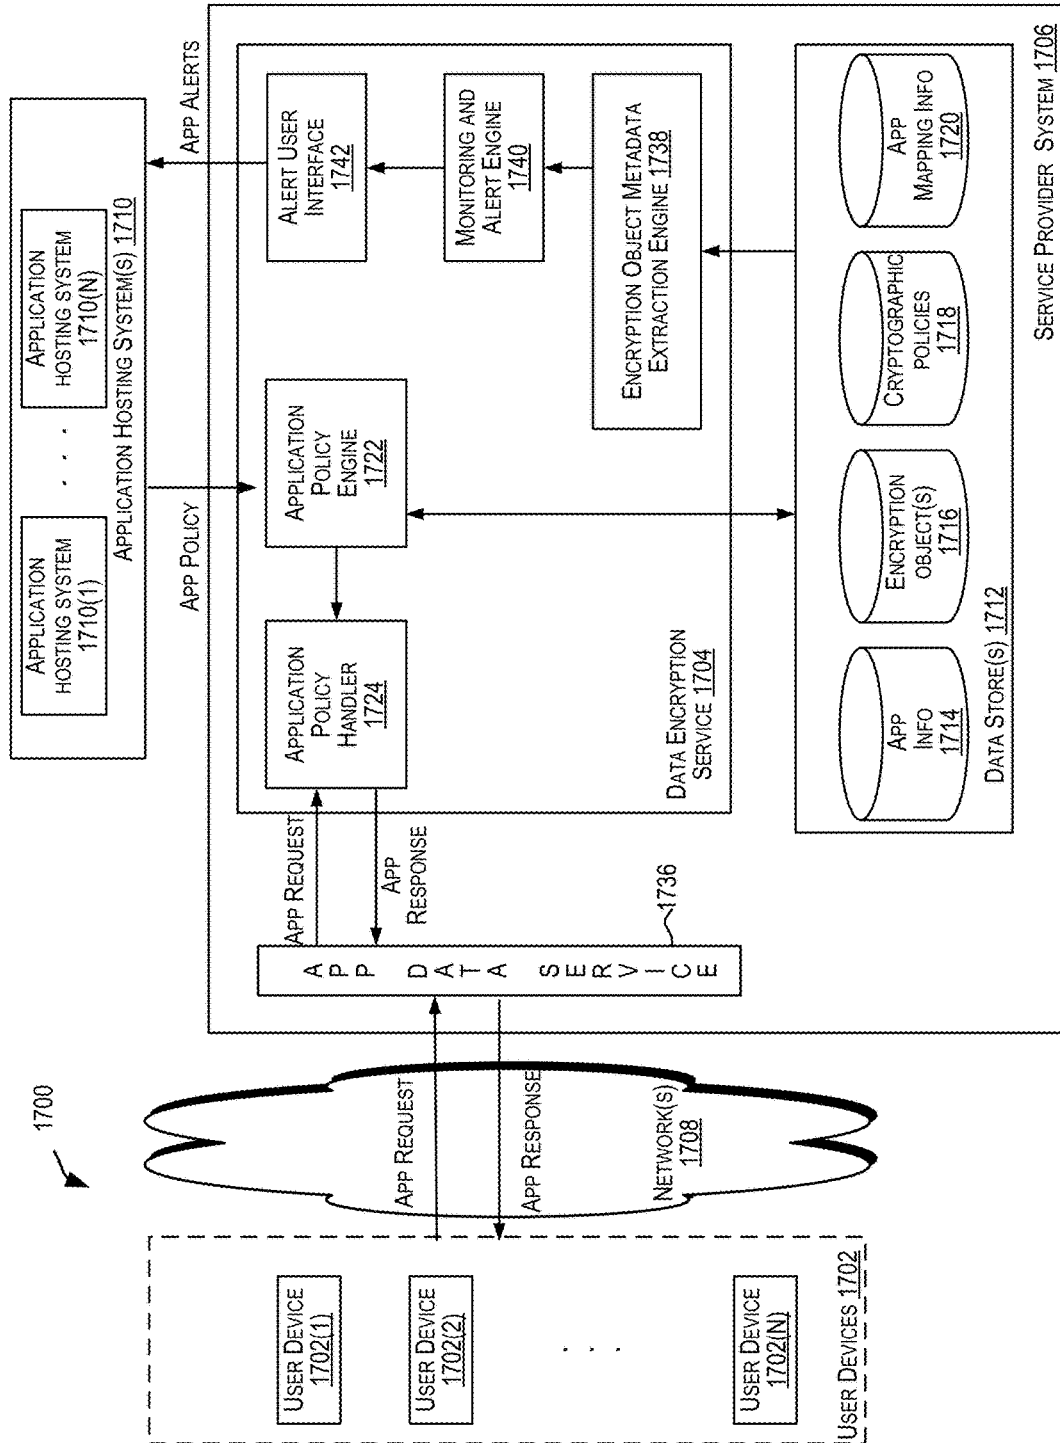 1700
APPLICATION
HOSTING SYSTEM
1710(1)
. . .
APPLICATION
HOSTING SYSTEM
1710(N)
APPLICATION HOSTING SYSTEM(S) 1710
APP POLICY
APP ALERTS
USER DEVICE
1702(1)
USER DEVICE
1702(2)
. . .
USER DEVICE
1702(N)
USER DEVICES 1702
APP REQUEST
APP RESPONSE
NETWORK(S)
1708
APP DATA SERVICE
1736
APP REQUEST
APP
RESPONSE
APPLICATION
POLICY
HANDLER
1724
APPLICATION
POLICY
ENGINE
1722
ALERT USER
INTERFACE
1742
MONITORING AND
ALERT ENGINE
1740
ENCRYPTION OBJECT METADATA
EXTRACTION ENGINE 1738
DATA ENCRYPTION
SERVICE 1704
APP
INFO
1714
ENCRYPTION
OBJECT(S)
1716
CRYPTOGRAPHIC
POLICIES
1718
APP
MAPPING INFO
1720
DATA STORE(S) 1712
SERVICE PROVIDER SYSTEM 1706